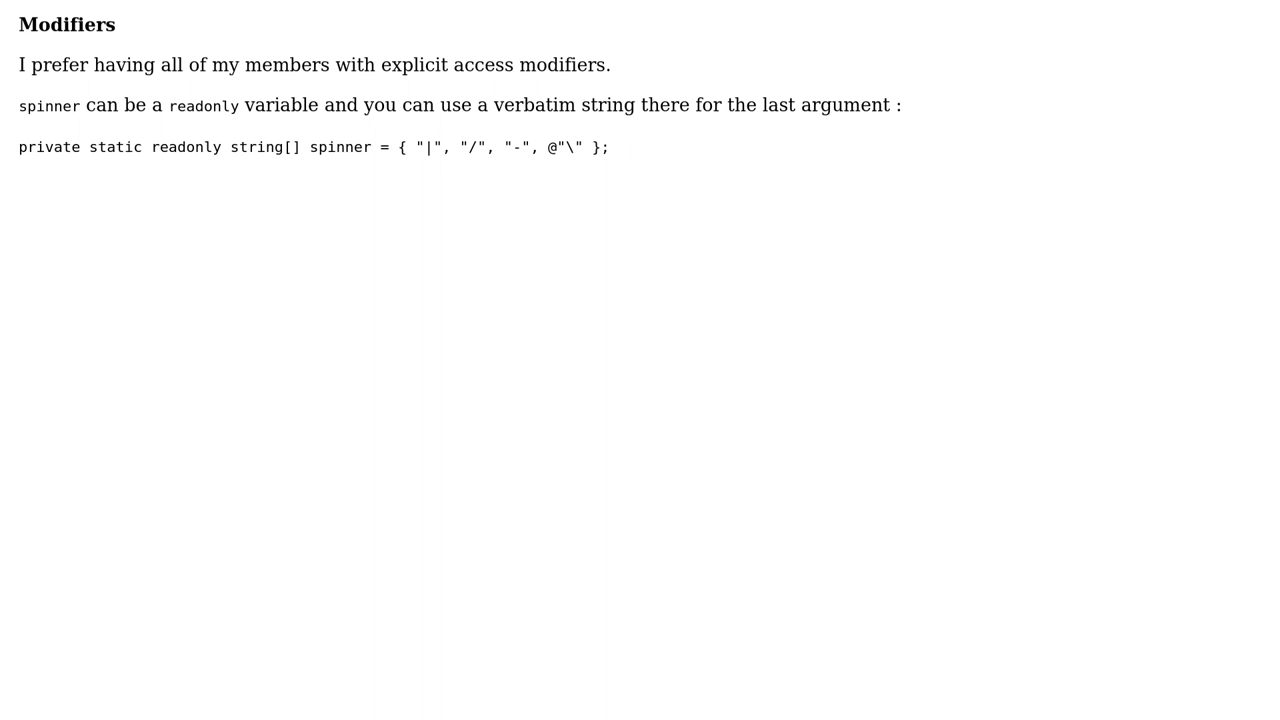 Modifiers
I prefer having all of my members with explicit access modifiers.
spinner can be a readonly variable and you can use a verbatim string there for the last argument :
private static readonly string[] spinner = { "|", "/", "-", @"\" };